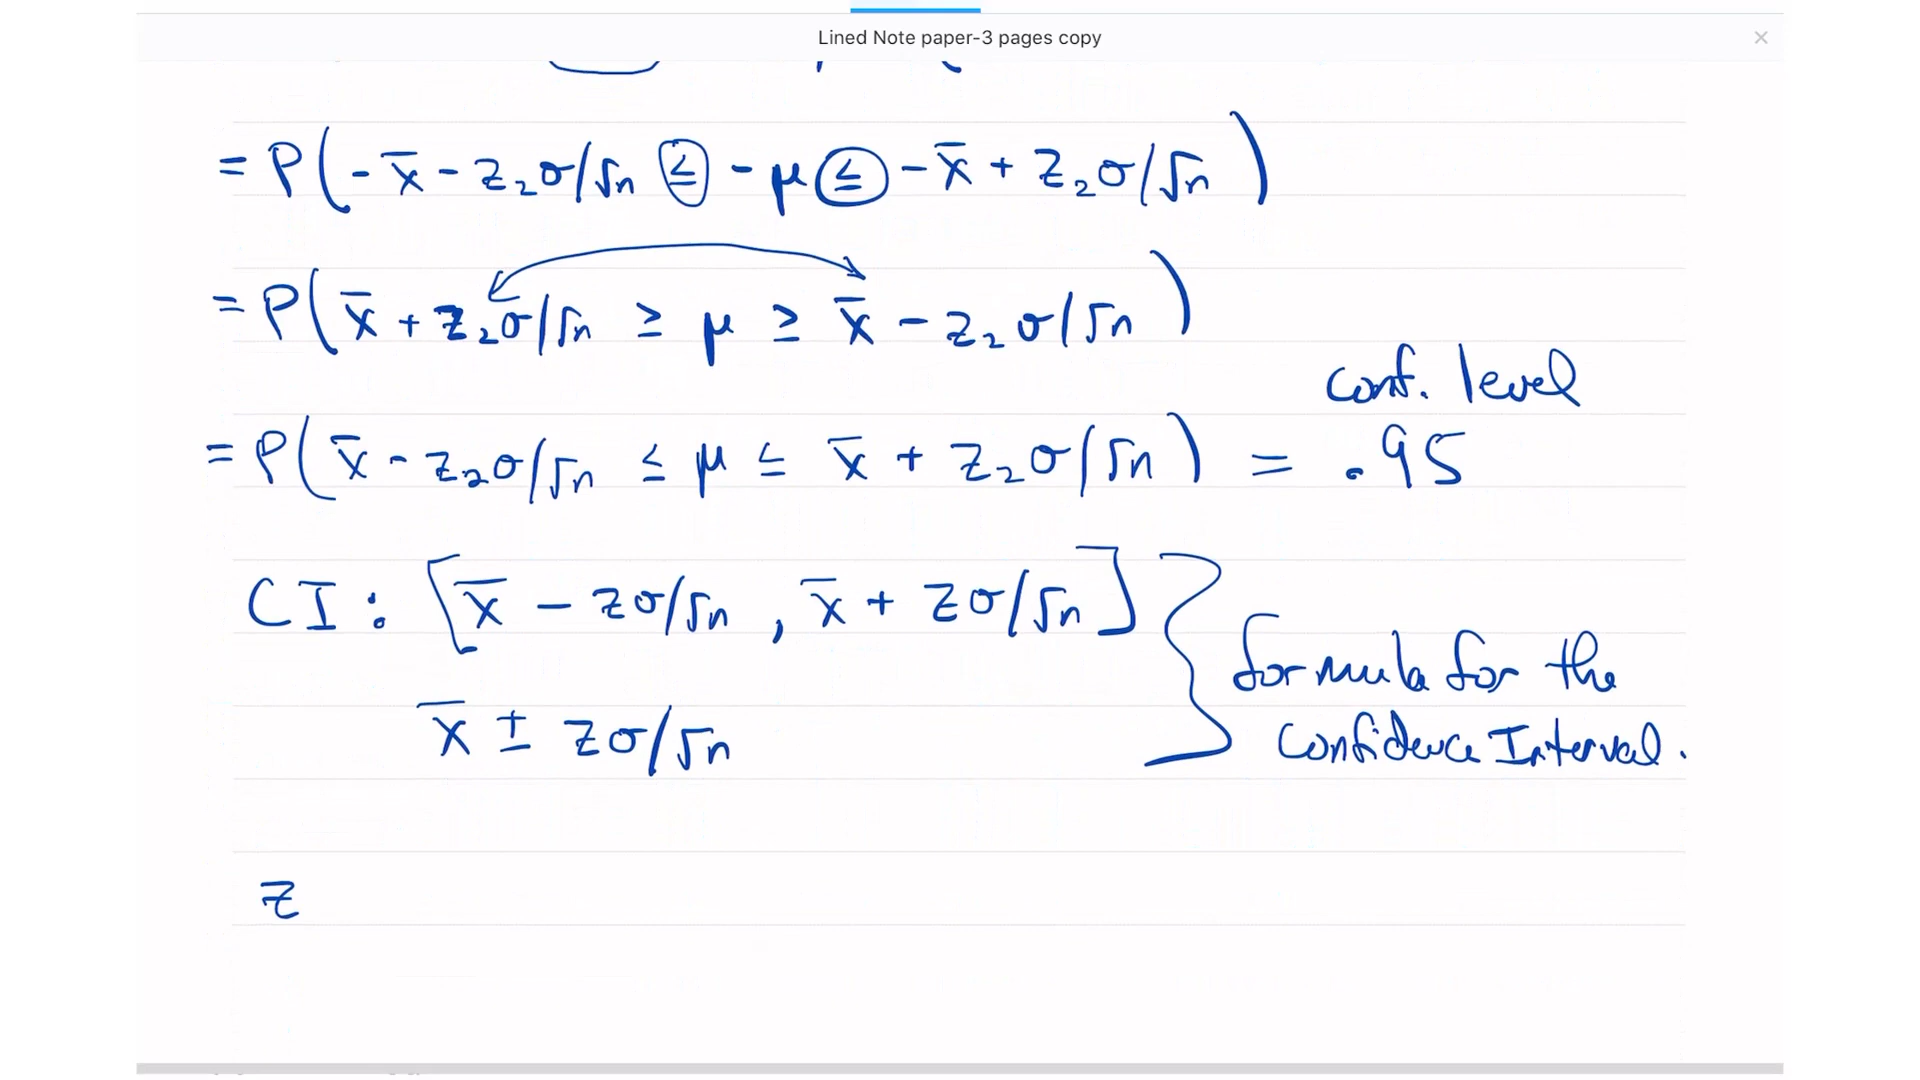 Lined Note paper-3 pages copy
= P(-x̄ - z₂σ/√n ≤ -μ ≤ -x̄ + z₂σ/√n)
= P(x̄ + z₂σ/√n ≥ μ ≥ x̄ - z₂σ/√n)
conf. level
= P(x̄ - z₂σ/√n ≤ μ ≤ x̄ + z₂σ/√n) = .95
CI: [x̄ - zσ/√n, x̄ + zσ/√n]
x̄ ± zσ/√n
formula for the
Confidence Interval.
z